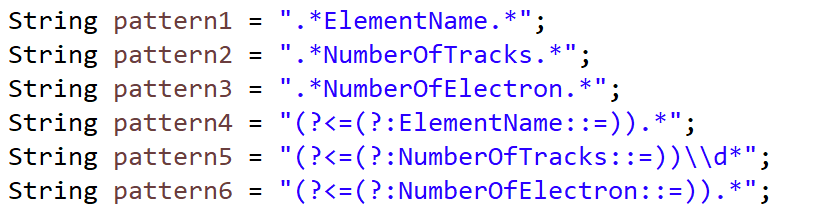 String pattern1 = ".*ElementName.*";
String pattern2 = ".*NumberOfTracks.*";
String pattern3 = ".*NumberOfElectron.*";
String pattern4 = "(?<=(?:ElementName::=)).*";
String pattern5 = "(?<=(?:NumberOfTracks::=))\\d*";
String pattern6 = "(?<=(?:NumberOfElectron::=)).*";